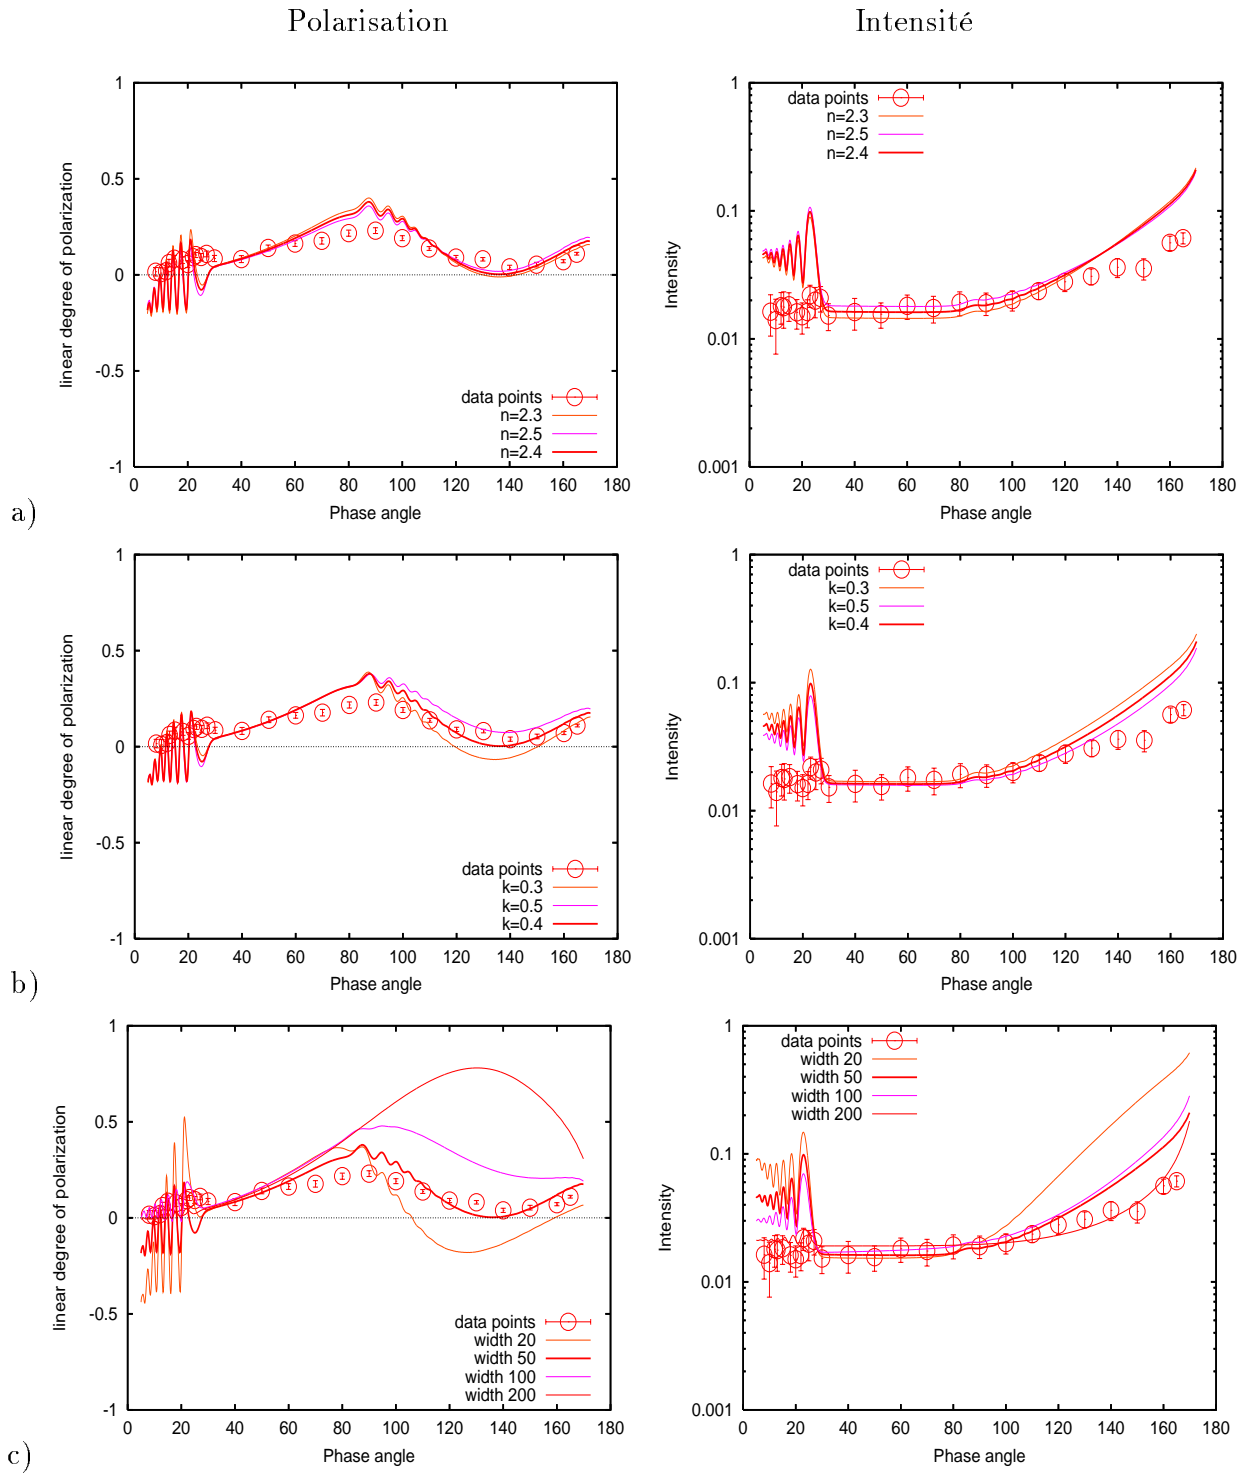 Polarisation
Intensité
1
0.5
0
-0.5
-1
linear degree of polarization
data points
n=2.3
n=2.5
n=2.4
0 20 40 60 80 100 120 140 160 180
Phase angle
1
0.1
0.01
0.001
Intensity
data points
n=2.3
n=2.5
n=2.4
0 20 40 60 80 100 120 140 160 180
Phase angle
a)
1
0.5
0
-0.5
-1
linear degree of polarization
data points
k=0.3
k=0.5
k=0.4
0 20 40 60 80 100 120 140 160 180
Phase angle
1
0.1
0.01
0.001
Intensity
data points
k=0.3
k=0.5
k=0.4
0 20 40 60 80 100 120 140 160 180
Phase angle
b)
1
0.5
0
-0.5
-1
linear degree of polarization
data points
width 20
width 50
width 100
width 200
0 20 40 60 80 100 120 140 160 180
Phase angle
1
0.1
0.01
0.001
Intensity
data points
width 20
width 50
width 100
width 200
0 20 40 60 80 100 120 140 160 180
Phase angle
c)